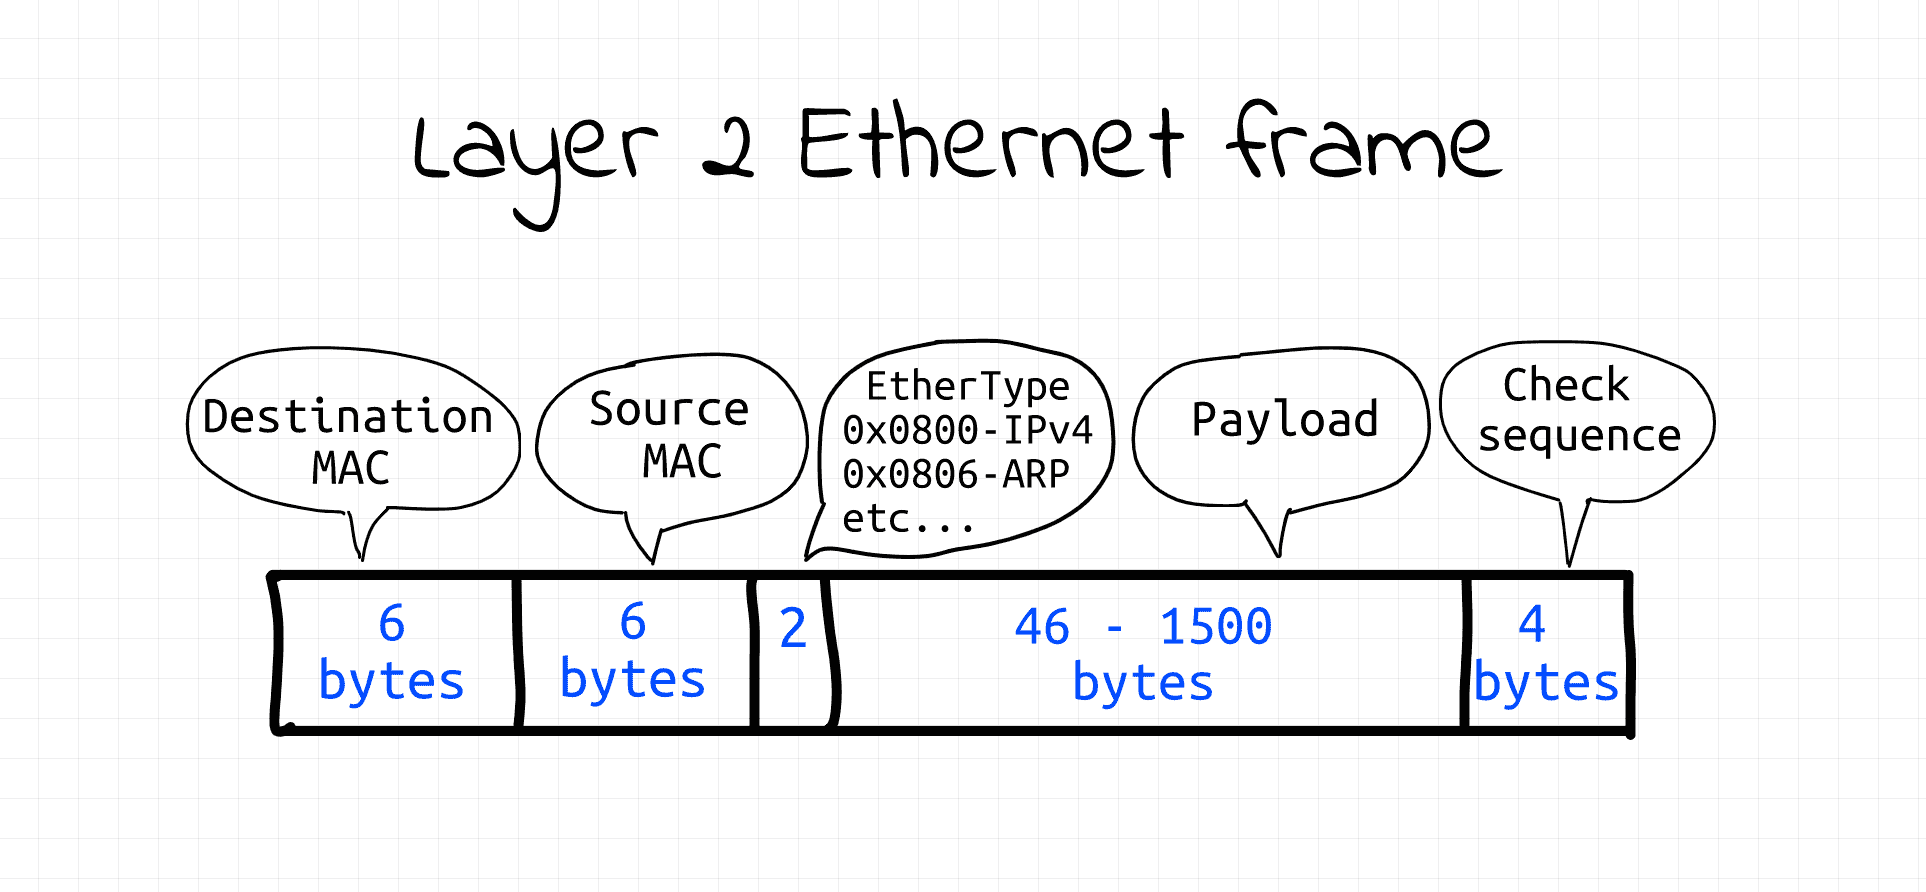 Layer 2 Ethernet frame
Destination
MAC
Source
MAC
EtherType
0x0800-IPv4
0x0806-ARP
etc...
Payload
Check
sequence
6
bytes
6
bytes
2
46 - 1500
bytes
4
bytes